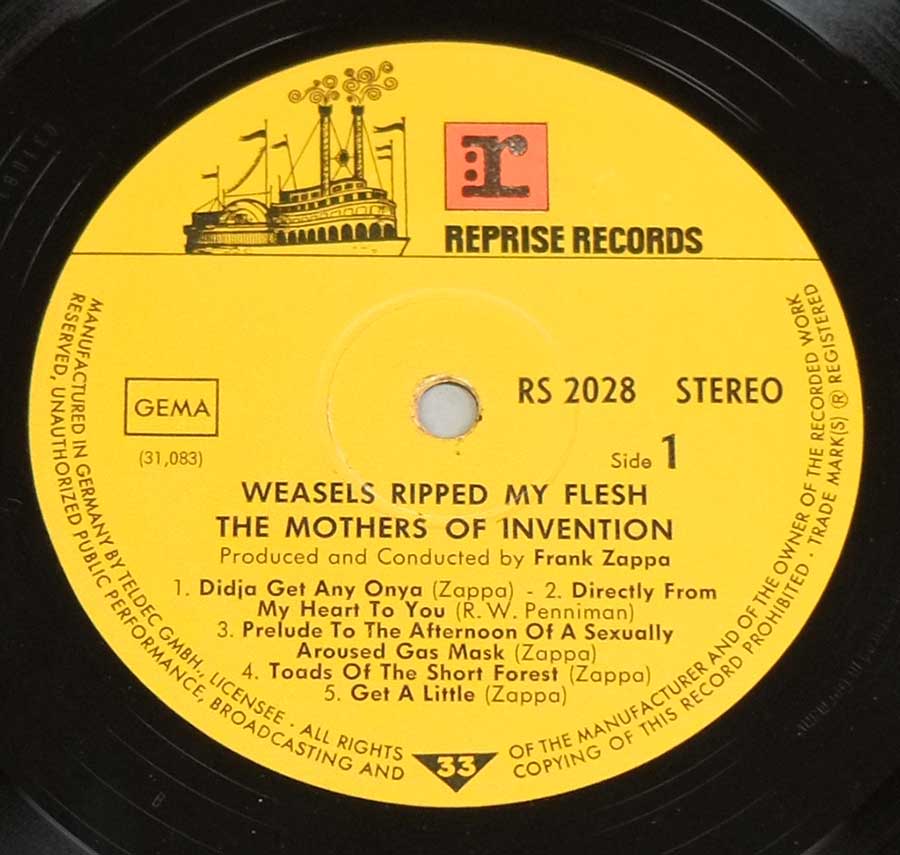 r
REPRISE RECORDS
GEMA
(31,083)
RS 2028 STEREO
Side 1
WEASELS RIPPED MY FLESH
THE MOTHERS OF INVENTION
Produced and Conducted by Frank Zappa
1. Didja Get Any Onya (Zappa) - 2. Directly From
My Heart To You (R. W. Penniman)
3. Prelude To The Afternoon Of A Sexually
Aroused Gas Mask (Zappa)
4. Toads Of The Short Forest (Zappa)
5. Get A Little (Zappa)
MANUFACTURED IN GERMANY BY TELDEC GMBH., LICENSEE . ALL RIGHTS
OF THE MANUFACTURER AND OF THE OWNER OF THE RECORDED WORK
RESERVED, UNAUTHORIZED PUBLIC PERFORMANCE, BROADCASTING AND
COPYING OF THIS RECORD PROHIBITED · TRADE MARK(S) ® REGISTERED
33